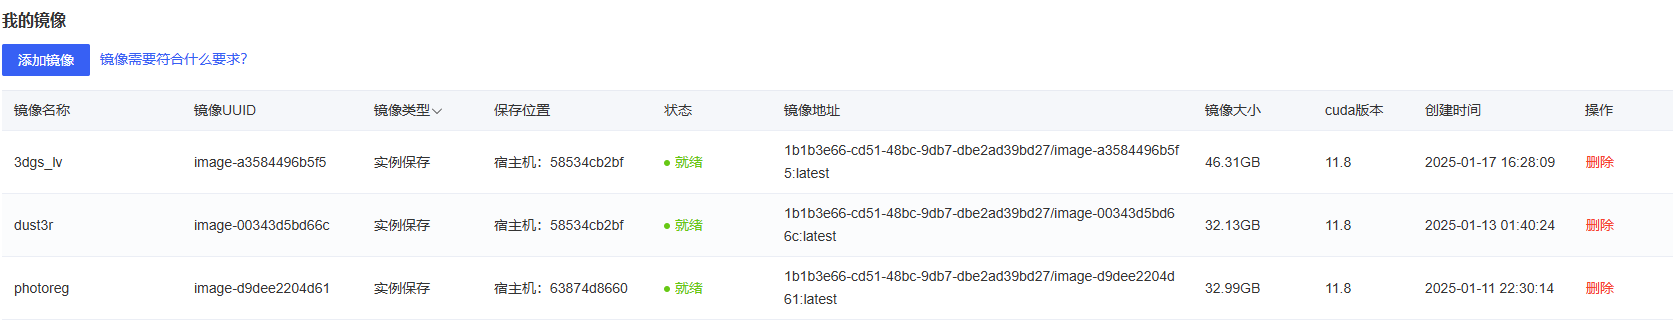 我的镜像
添加镜像 镜像需要符合什么要求？
镜像名称 镜像UUID 镜像类型 保存位置 状态 镜像地址 镜像大小 cuda版本 创建时间 操作
3dgs_lv image-a3584496b5f5 实例保存 宿主机：58534cb2bf 就绪 1b1b3e66-cd51-48bc-9db7-dbe2ad39bd27/image-a3584496b5f 46.31GB 11.8 2025-01-17 16:28:09 删除
5:latest
dust3r image-00343d5bd66c 实例保存 宿主机：58534cb2bf 就绪 1b1b3e66-cd51-48bc-9db7-dbe2ad39bd27/image-00343d5bd6 32.13GB 11.8 2025-01-13 01:40:24 删除
6c:latest
photoreg image-d9dee2204d61 实例保存 宿主机：63874d8660 就绪 1b1b3e66-cd51-48bc-9db7-dbe2ad39bd27/image-d9dee2204d 32.99GB 11.8 2025-01-11 22:30:14 删除
61:latest